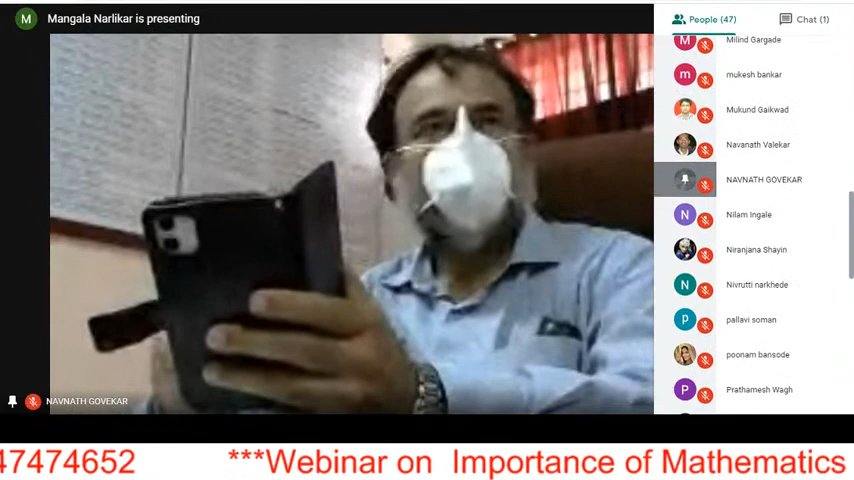 M Mangala Narlikar is presenting
People (47)
Chat (1)
M Milind Gargade
m mukesh bankar
Mukund Gaikwad
Navanath Valekar
NAVNATH GOVEKAR
N Nilam Ingale
Niranjana Shayin
N Nivrutti narkhede
p pallavi soman
poonam bansode
P Prathamesh Wagh
NAVNATH GOVEKAR
47474652 ***Webinar on Importance of Mathematics